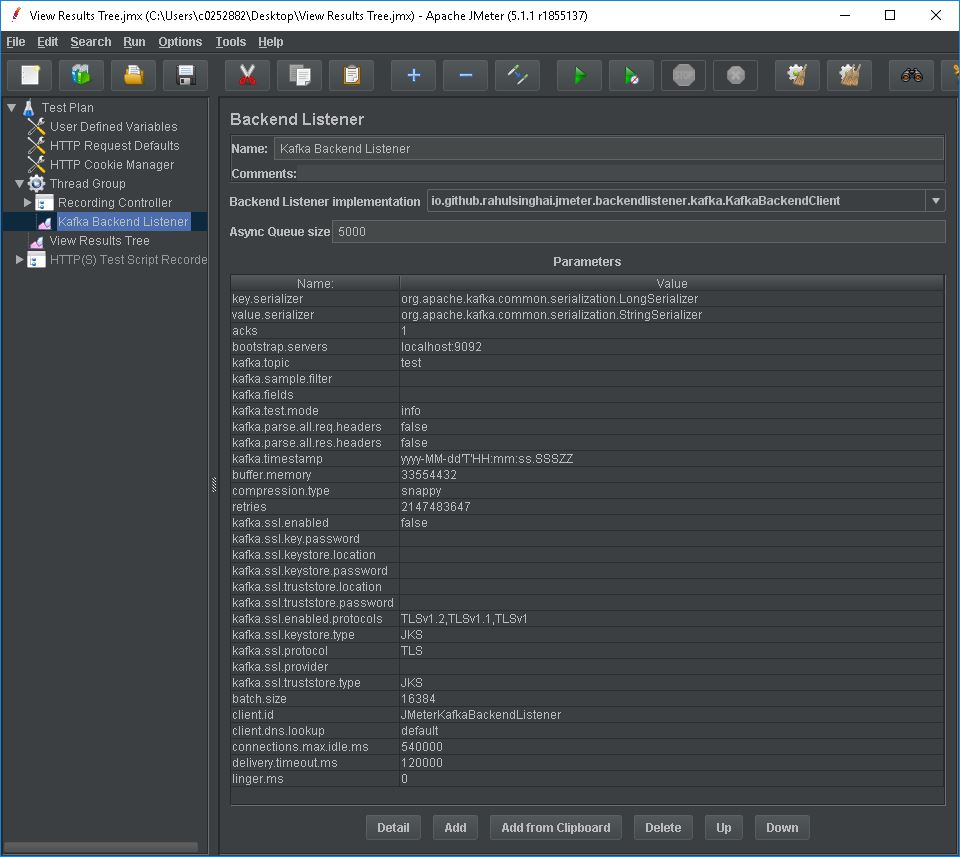 View Results Tree.jmx (C:\Users\c0252882\Desktop\View Results Tree.jmx) - Apache JMeter (5.1.1 r1855137)
File Edit Search Run Options Tools Help
STOP
Test Plan
User Defined Variables
HTTP Request Defaults
HTTP Cookie Manager
Thread Group
Recording Controller
Kafka Backend Listener
View Results Tree
HTTP(S) Test Script Recorde
Backend Listener
Name: Kafka Backend Listener
Comments:
Backend Listener implementation io.github.rahulsinghai.jmeter.backendlistener.kafka.KafkaBackendClient
Async Queue size 5000
Parameters
Name: Value
key.serializer org.apache.kafka.common.serialization.LongSerializer
value.serializer org.apache.kafka.common.serialization.StringSerializer
acks 1
bootstrap.servers localhost:9092
kafka.topic test
kafka.sample.filter
kafka.fields
kafka.test.mode info
kafka.parse.all.req.headers false
kafka.parse.all.res.headers false
kafka.timestamp yyyy-MM-dd'T'HH:mm:ss.SSSZZ
buffer.memory 33554432
compression.type snappy
retries 2147483647
kafka.ssl.enabled false
kafka.ssl.key.password
kafka.ssl.keystore.location
kafka.ssl.keystore.password
kafka.ssl.truststore.location
kafka.ssl.truststore.password
kafka.ssl.enabled.protocols TLSv1.2,TLSv1.1,TLSv1
kafka.ssl.keystore.type JKS
kafka.ssl.protocol TLS
kafka.ssl.provider
kafka.ssl.truststore.type JKS
batch.size 16384
client.id JMeterKafkaBackendListener
client.dns.lookup default
connections.max.idle.ms 540000
delivery.timeout.ms 120000
linger.ms 0
Detail Add Add from Clipboard Delete Up Down